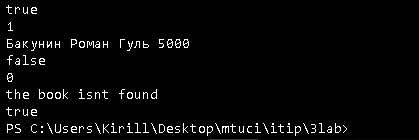 true
1
Бакунин Роман Гуль 5000
false
0
the book isnt found
true
PS C:\Users\Kirill\Desktop\mtuci\itip\3lab>